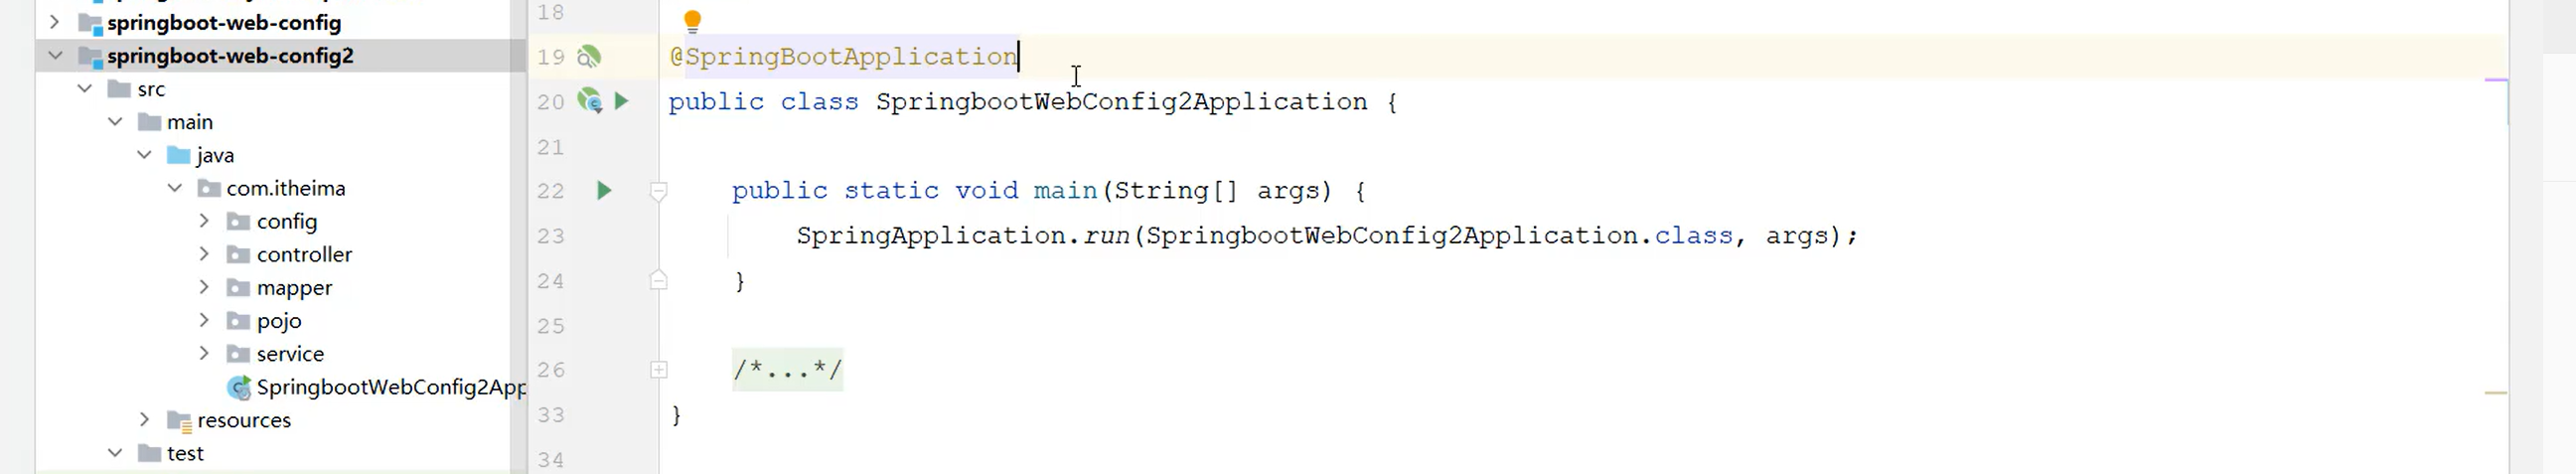 springboot-web-config
springboot-web-config2
src
main
java
com.itheima
config
controller
mapper
pojo
service
SpringbootWebConfig2App
resources
test
18
19 @SpringBootApplication
20 public class SpringbootWebConfig2Application {
21
22 public static void main(String[] args) {
23 SpringApplication.run(SpringbootWebConfig2Application.class, args);
24 }
25
26 /*...*/
33 }
34